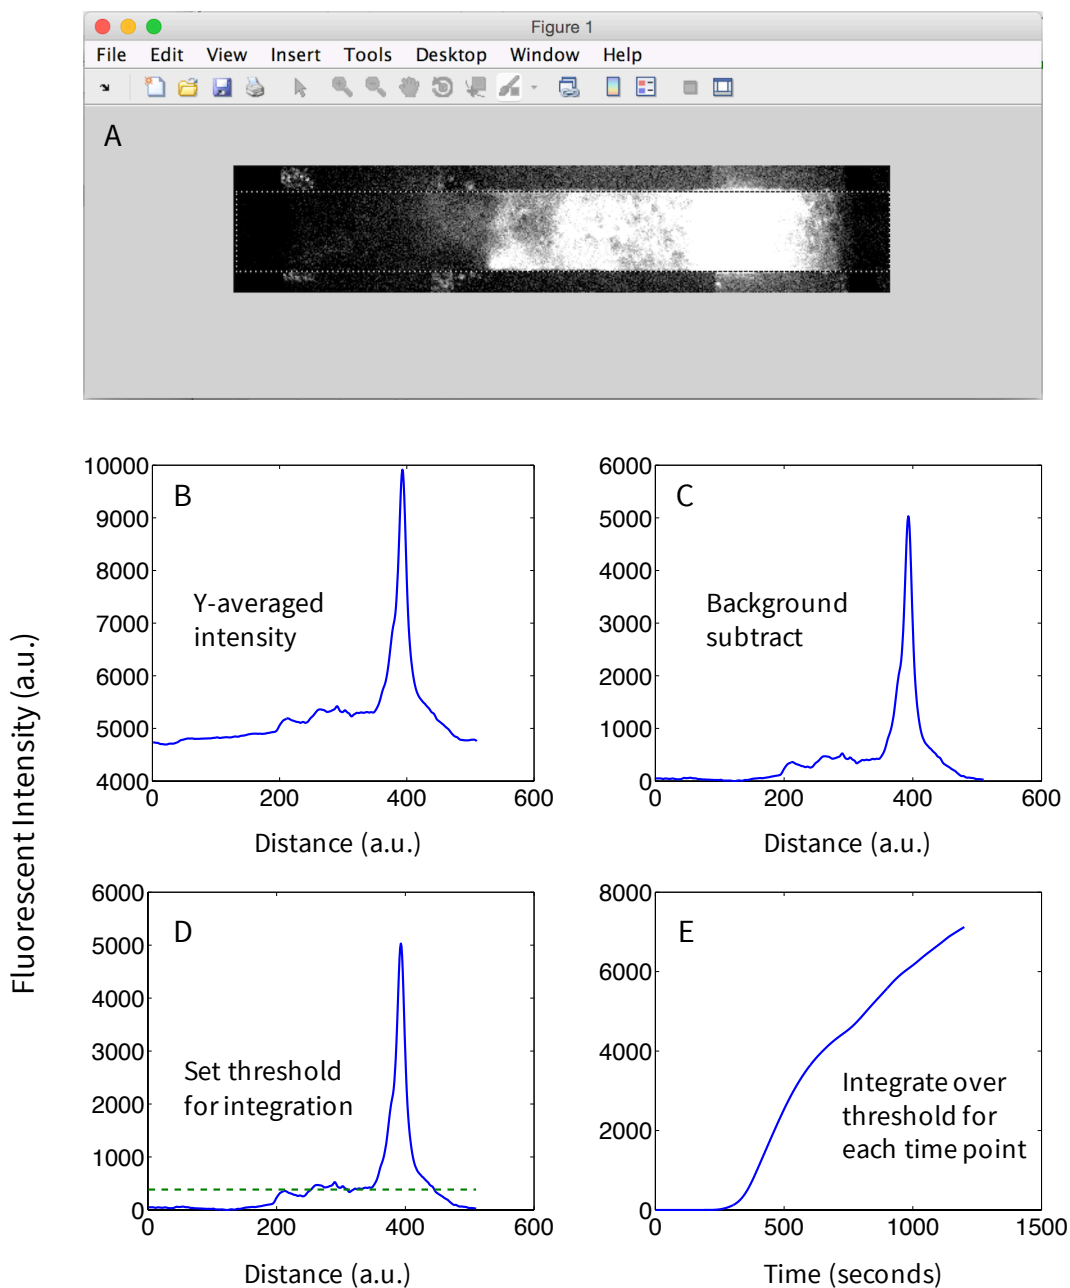 Figure 1
File Edit View Insert Tools Desktop Window Help
A
Fluorescent Intensity (a.u.)
10000
9000
8000
7000
6000
5000
4000
0 200 400 600
B
Y-averaged
intensity
Distance (a.u.)
6000
5000
4000
3000
2000
1000
0
0 200 400 600
C
Background
subtract
Distance (a.u.)
6000
5000
4000
3000
2000
1000
0
0 200 400 600
D
Set threshold
for integration
Distance (a.u.)
8000
6000
4000
2000
0
0 500 1000 1500
E
Integrate over
threshold for
each time point
Time (seconds)